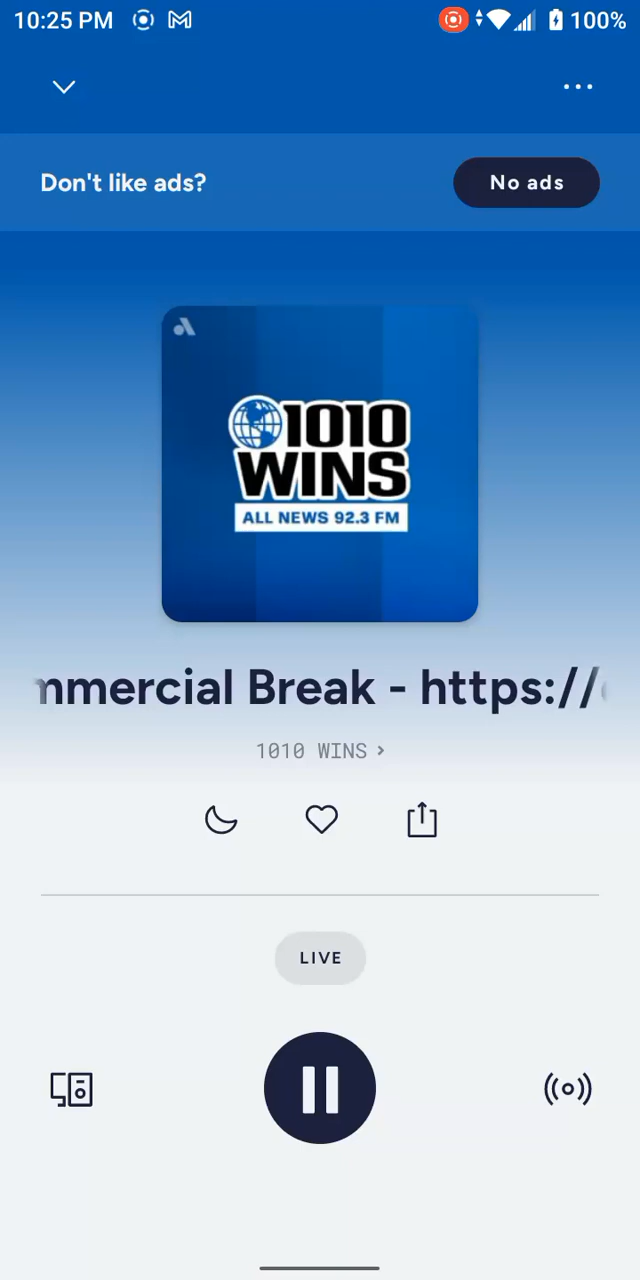 10:25 PM
100%
Don't like ads?
No ads
1010
WINS
ALL NEWS 92.3 FM
mmercial Break - https://
1010 WINS >
LIVE